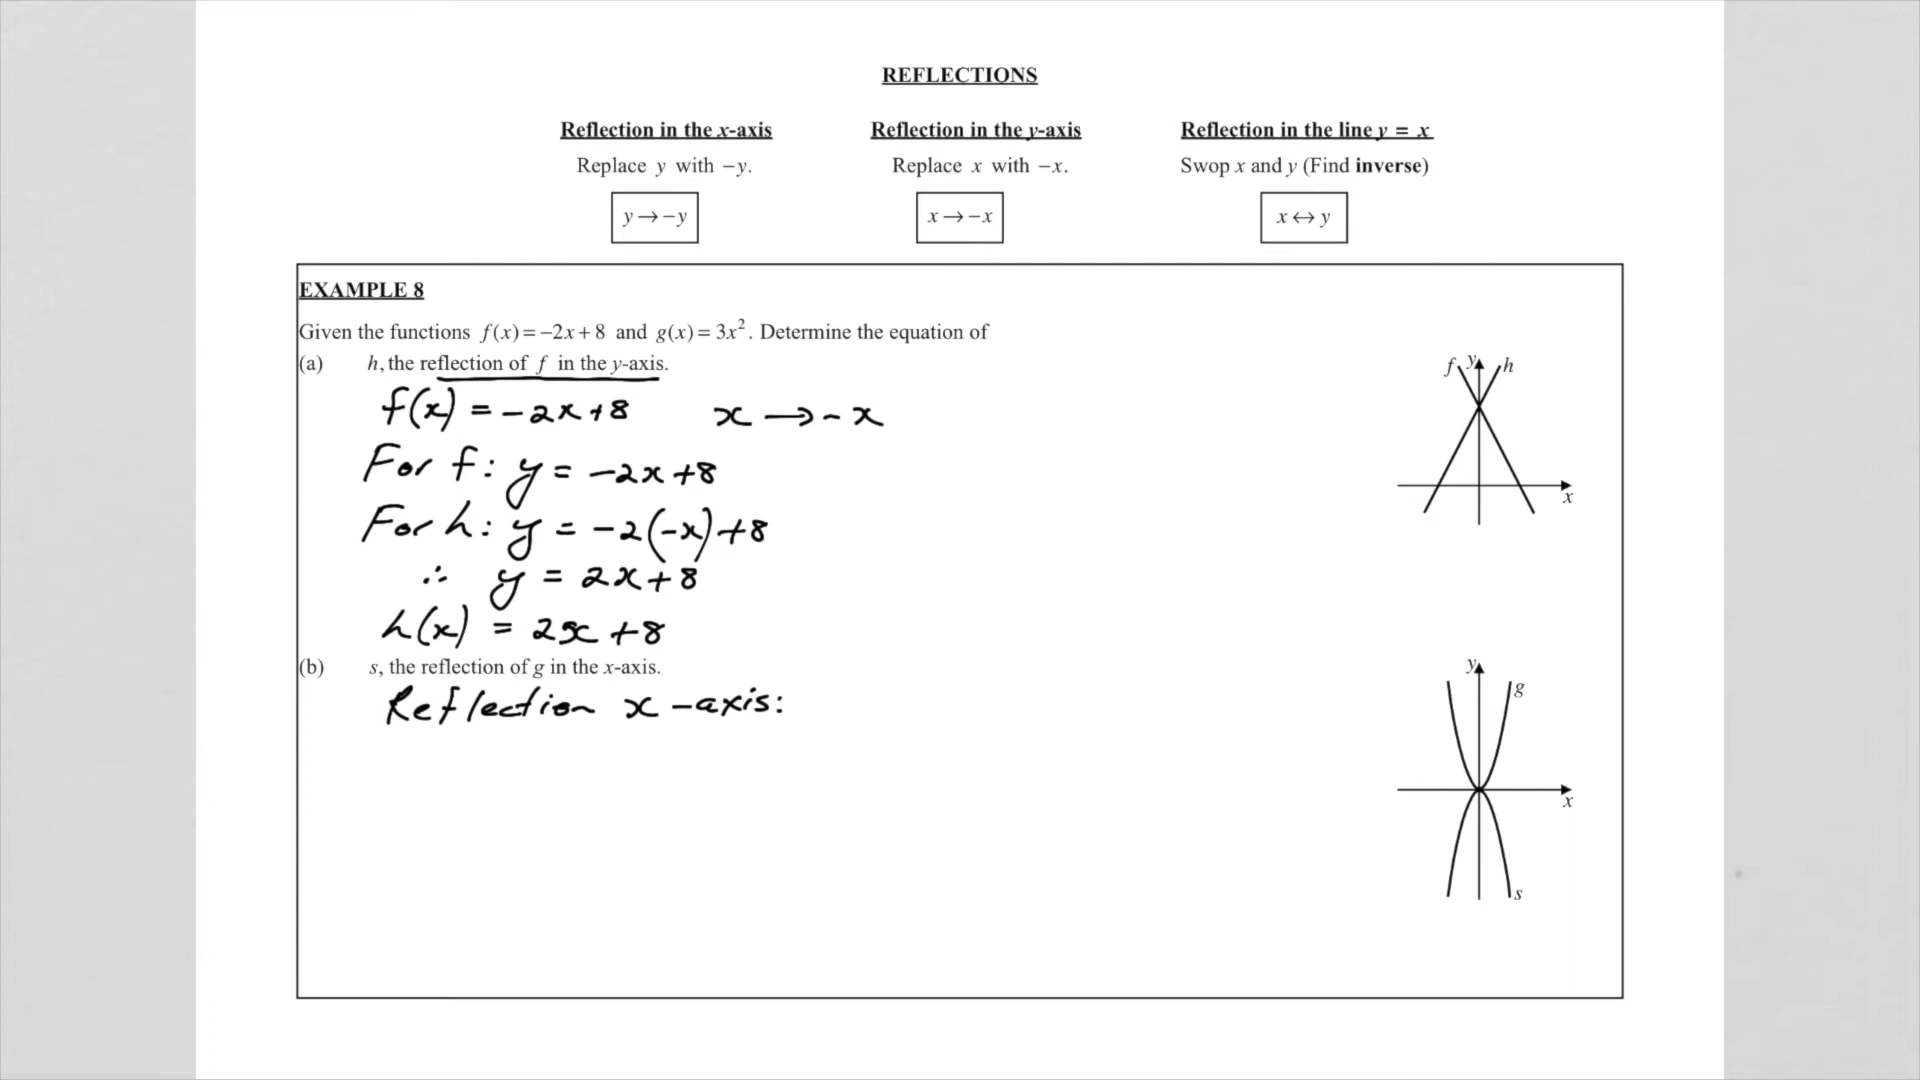 REFLECTIONS
Reflection in the x-axis
Replace y with −y.
y → −y
Reflection in the y-axis
Replace x with −x.
x → −x
Reflection in the line y = x
Swop x and y (Find inverse)
x ↔ y
EXAMPLE 8
Given the functions f(x) = −2x + 8 and g(x) = 3x². Determine the equation of
(a) h, the reflection of f in the y-axis.
f(x) = −2x + 8 x → −x
For f: y = −2x + 8
For h: y = −2(−x) + 8
∴ y = 2x + 8
h(x) = 2x + 8
f y h
x
(b) s, the reflection of g in the x-axis.
Reflection x-axis:
y
g
x
s